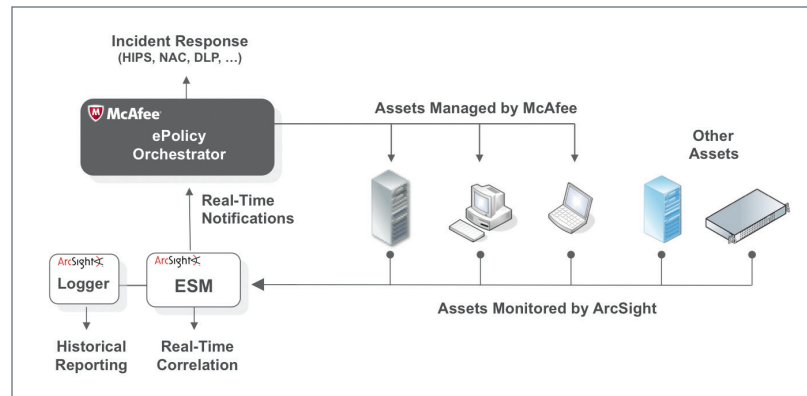 Incident Response
(HIPS, NAC, DLP, ...)
McAfee
ePolicy
Orchestrator
Assets Managed by McAfee
Other
Assets
Real-Time
Notifications
ArcSight
Logger
ArcSight
ESM
Assets Monitored by ArcSight
Historical
Reporting
Real-Time
Correlation